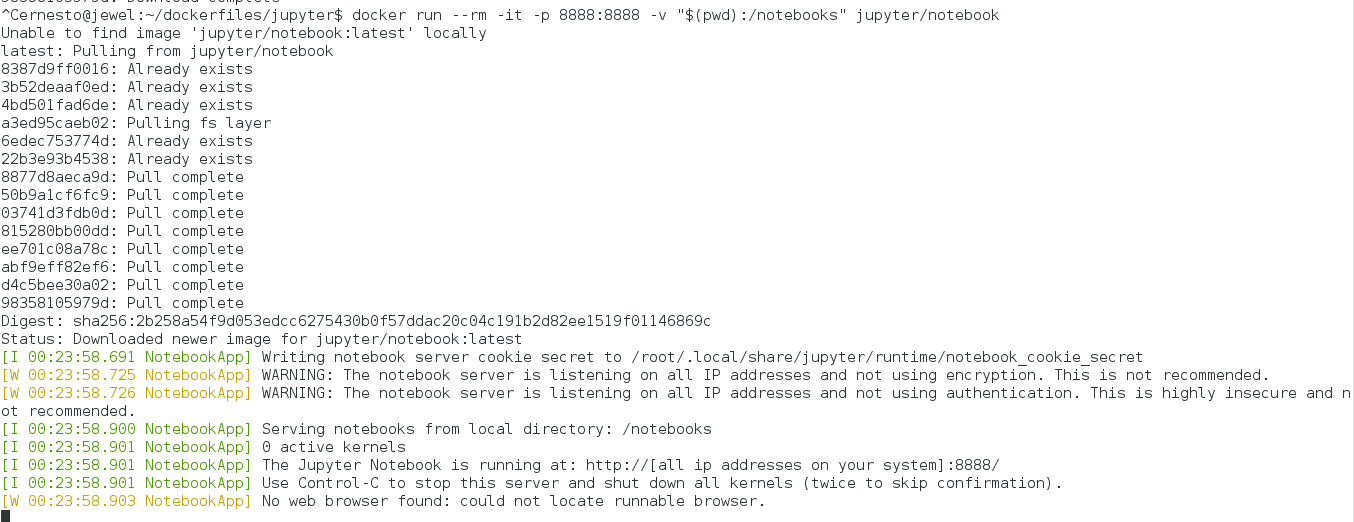 ^Cernesto@jewel:~/dockerfiles/jupyter$ docker run --rm -it -p 8888:8888 -v "$(pwd):/notebooks" jupyter/notebook
Unable to find image 'jupyter/notebook:latest' locally
latest: Pulling from jupyter/notebook
8387d9ff0016: Already exists
3b52deaaf0ed: Already exists
4bd501fad6de: Already exists
a3ed95caeb02: Pulling fs layer
6edec753774d: Already exists
22b3e93b4538: Already exists
8877d8aeca9d: Pull complete
50b9a1cf6fc9: Pull complete
03741d3fdb0d: Pull complete
815280bb00dd: Pull complete
ee701c08a78c: Pull complete
abf9eff82ef6: Pull complete
d4c5bee30a02: Pull complete
98358105979d: Pull complete
Digest: sha256:2b258a54f9d053edcc6275430b0f57ddac20c04c191b2d82ee1519f01146869c
Status: Downloaded newer image for jupyter/notebook:latest
[I 00:23:58.691 NotebookApp] Writing notebook server cookie secret to /root/.local/share/jupyter/runtime/notebook_cookie_secret
[W 00:23:58.725 NotebookApp] WARNING: The notebook server is listening on all IP addresses and not using encryption. This is not recommended.
[W 00:23:58.726 NotebookApp] WARNING: The notebook server is listening on all IP addresses and not using authentication. This is highly insecure and n
ot recommended.
[I 00:23:58.900 NotebookApp] Serving notebooks from local directory: /notebooks
[I 00:23:58.901 NotebookApp] 0 active kernels
[I 00:23:58.901 NotebookApp] The Jupyter Notebook is running at: http://[all ip addresses on your system]:8888/
[I 00:23:58.901 NotebookApp] Use Control-C to stop this server and shut down all kernels (twice to skip confirmation).
[W 00:23:58.903 NotebookApp] No web browser found: could not locate runnable browser.